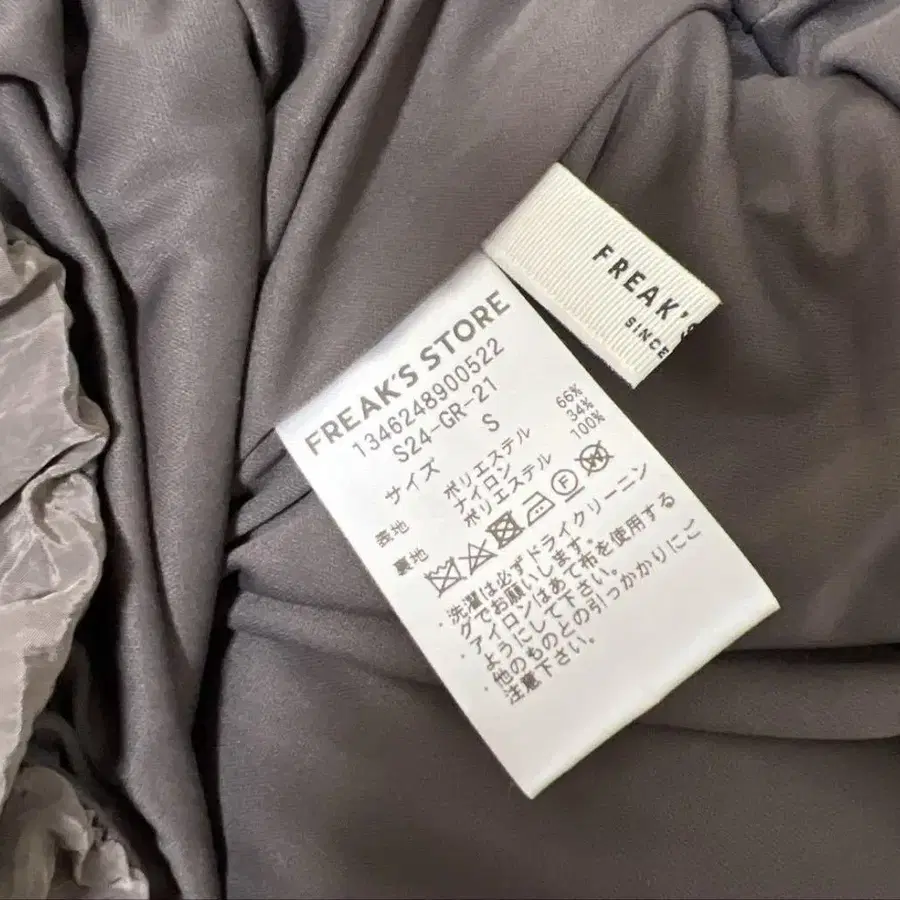 FREAK'S
SINCE
FREAK'S STORE
1346248900522
S24-GR-21
サイズ S
表地 ポリエステル 66%
ナイロン 34%
裏地 ポリエステル 100%
・洗濯は必ずドライクリーニン
グでお願いします。
アイロンはあて布を使用する
ようにして下さい。
・他のものとの引っかかりにご
注意下さい。